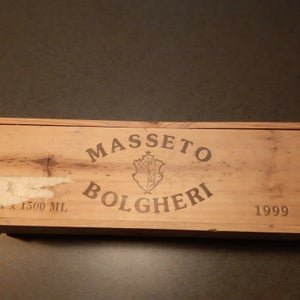 MASSETO
BOLGHERI
X 1500 ML
1999